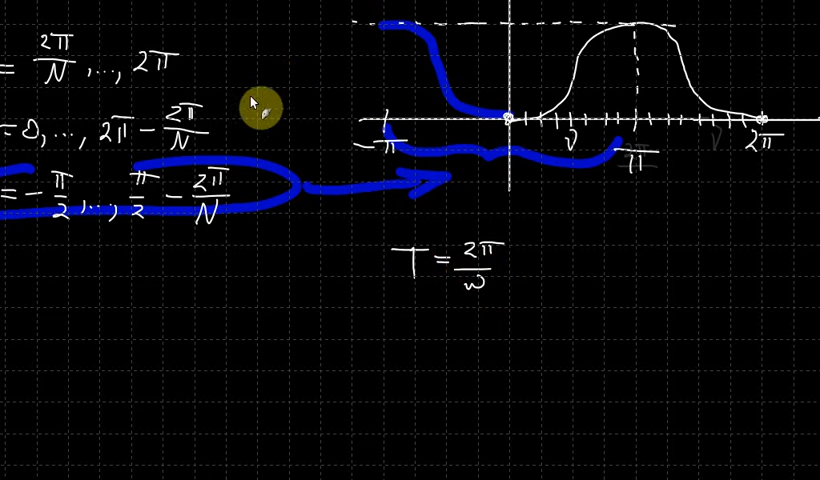 = 2π/N ,..., 2π
= 0,..., 2π − 2π/N
= − π/2 ,..., π/2 − 2π/N
−π ν π ν 2π
T = 2π/ω